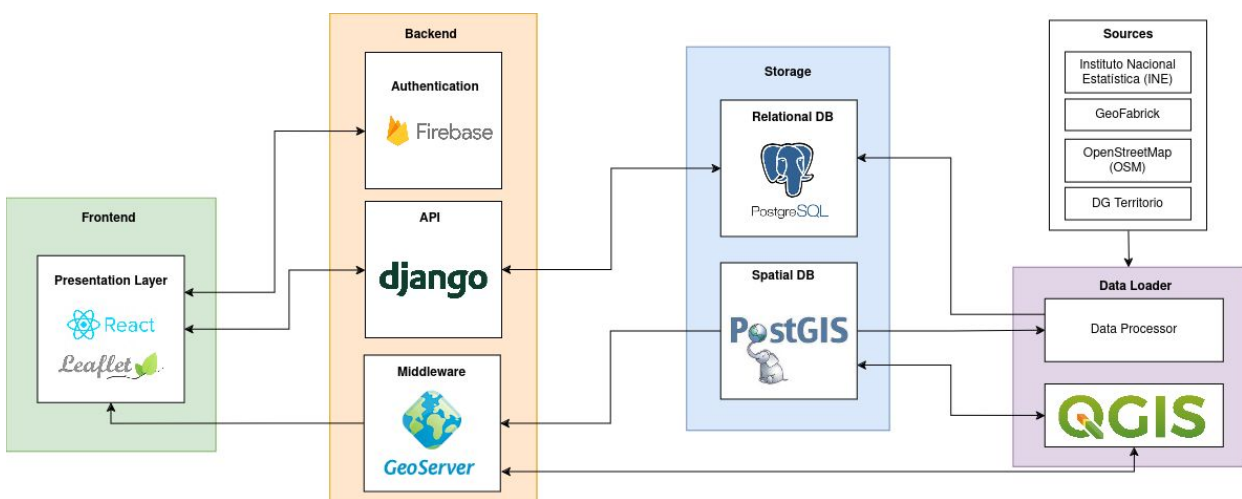 Frontend
Presentation Layer
React
Leaflet
Backend
Authentication
Firebase
API
django
Middleware
GeoServer
Storage
Relational DB
PostgreSQL
Spatial DB
PostGIS
Sources
Instituto Nacional
Estatística (INE)
GeoFabrick
OpenStreetMap
(OSM)
DG Territorio
Data Loader
Data Processor
QGIS